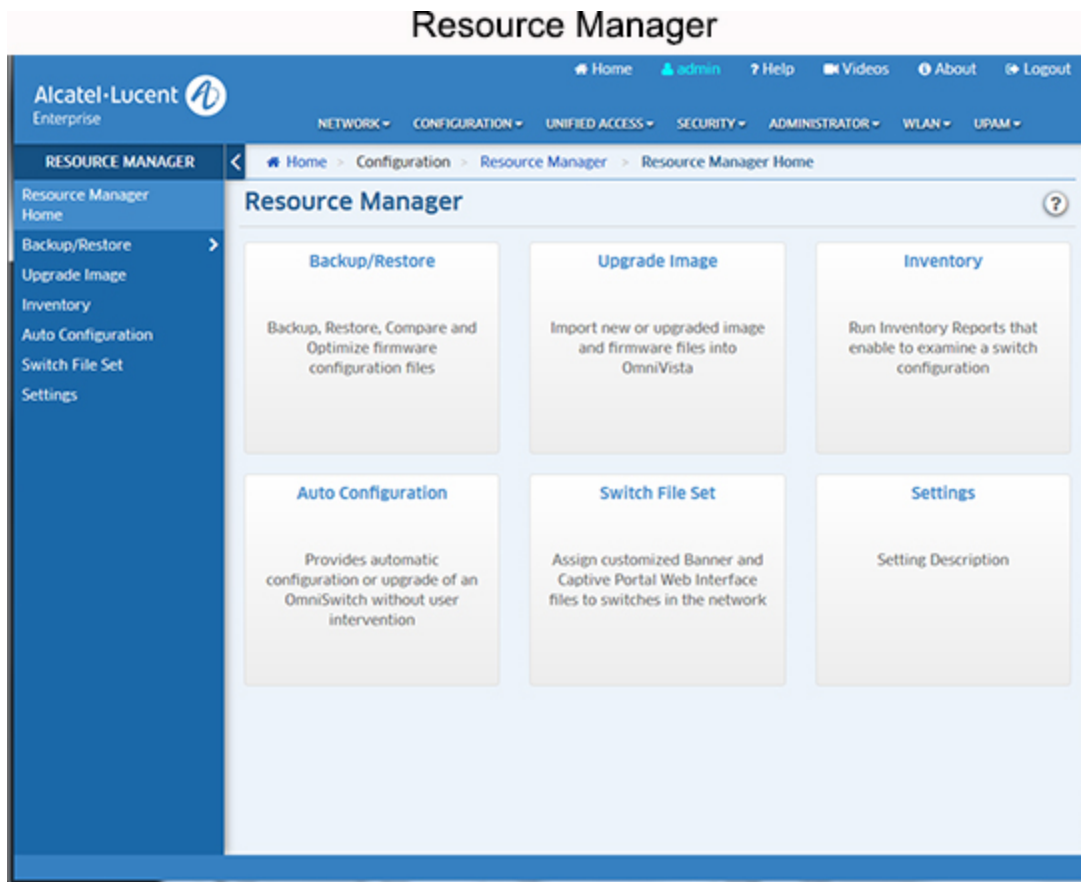 Resource Manager
Home admin ? Help Videos About Logout
Alcatel·Lucent
Enterprise
NETWORK CONFIGURATION UNIFIED ACCESS SECURITY ADMINISTRATOR WLAN UPAM
RESOURCE MANAGER
Home > Configuration > Resource Manager > Resource Manager Home
Resource Manager
Home
Backup/Restore
Upgrade Image
Inventory
Auto Configuration
Switch File Set
Settings
Resource Manager
?
Backup/Restore
Backup, Restore, Compare and
Optimize firmware
configuration files
Upgrade Image
Import new or upgraded image
and firmware files into
OmniVista
Inventory
Run Inventory Reports that
enable to examine a switch
configuration
Auto Configuration
Provides automatic
configuration or upgrade of an
OmniSwitch without user
intervention
Switch File Set
Assign customized Banner and
Captive Portal Web Interface
files to switches in the network
Settings
Setting Description